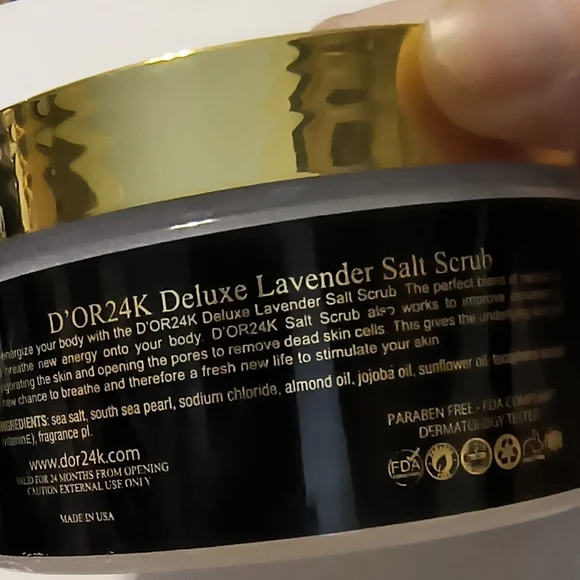 D'OR24K Deluxe Lavender Salt Scrub
energize your body with the D'OR24K Deluxe Lavender Salt Scrub The perfect blend of
breathe new energy onto your body. D'OR24K Salt Scrub also works to improve
the skin and opening the pores to remove dead skin cells. This gives the
new chance to breathe and therefore a fresh new life to stimulate your skin
INGREDIENTS: sea salt, south sea pearl, sodium chloride, almond oil, jojoba oil, sunflower oil,
fragrance pl.
www.dor24k.com
VALID FOR 24 MONTHS FROM OPENING
CAUTION EXTERNAL USE ONLY
MADE IN USA
PARABEN FREE - FDA
DERMATOLOGY TESTED
FDA